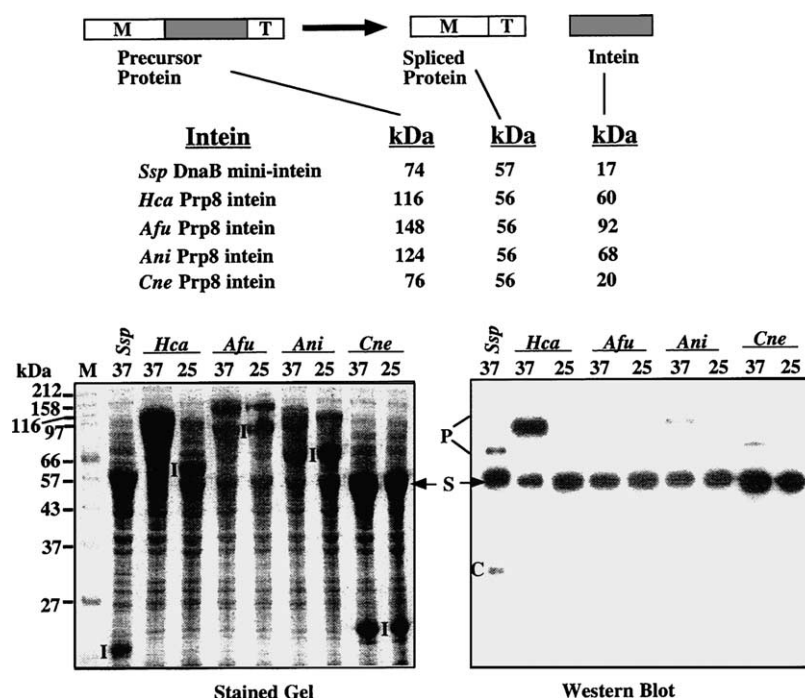 M T M T
Precursor Protein Spliced Protein Intein
Intein kDa kDa kDa
Ssp DnaB mini-intein 74 57 17
Hca Prp8 intein 116 56 60
Afu Prp8 intein 148 56 92
Ani Prp8 intein 124 56 68
Cne Prp8 intein 76 56 20
Ssp Hca Afu Ani Cne
kDa M 37 37 25 37 25 37 25 37 25
212
158
116
97
66
57
43
37
27
I I I I I
Stained Gel
Ssp Hca Afu Ani Cne
37 37 25 37 25 37 25 37 25
P
S
C
Western Blot